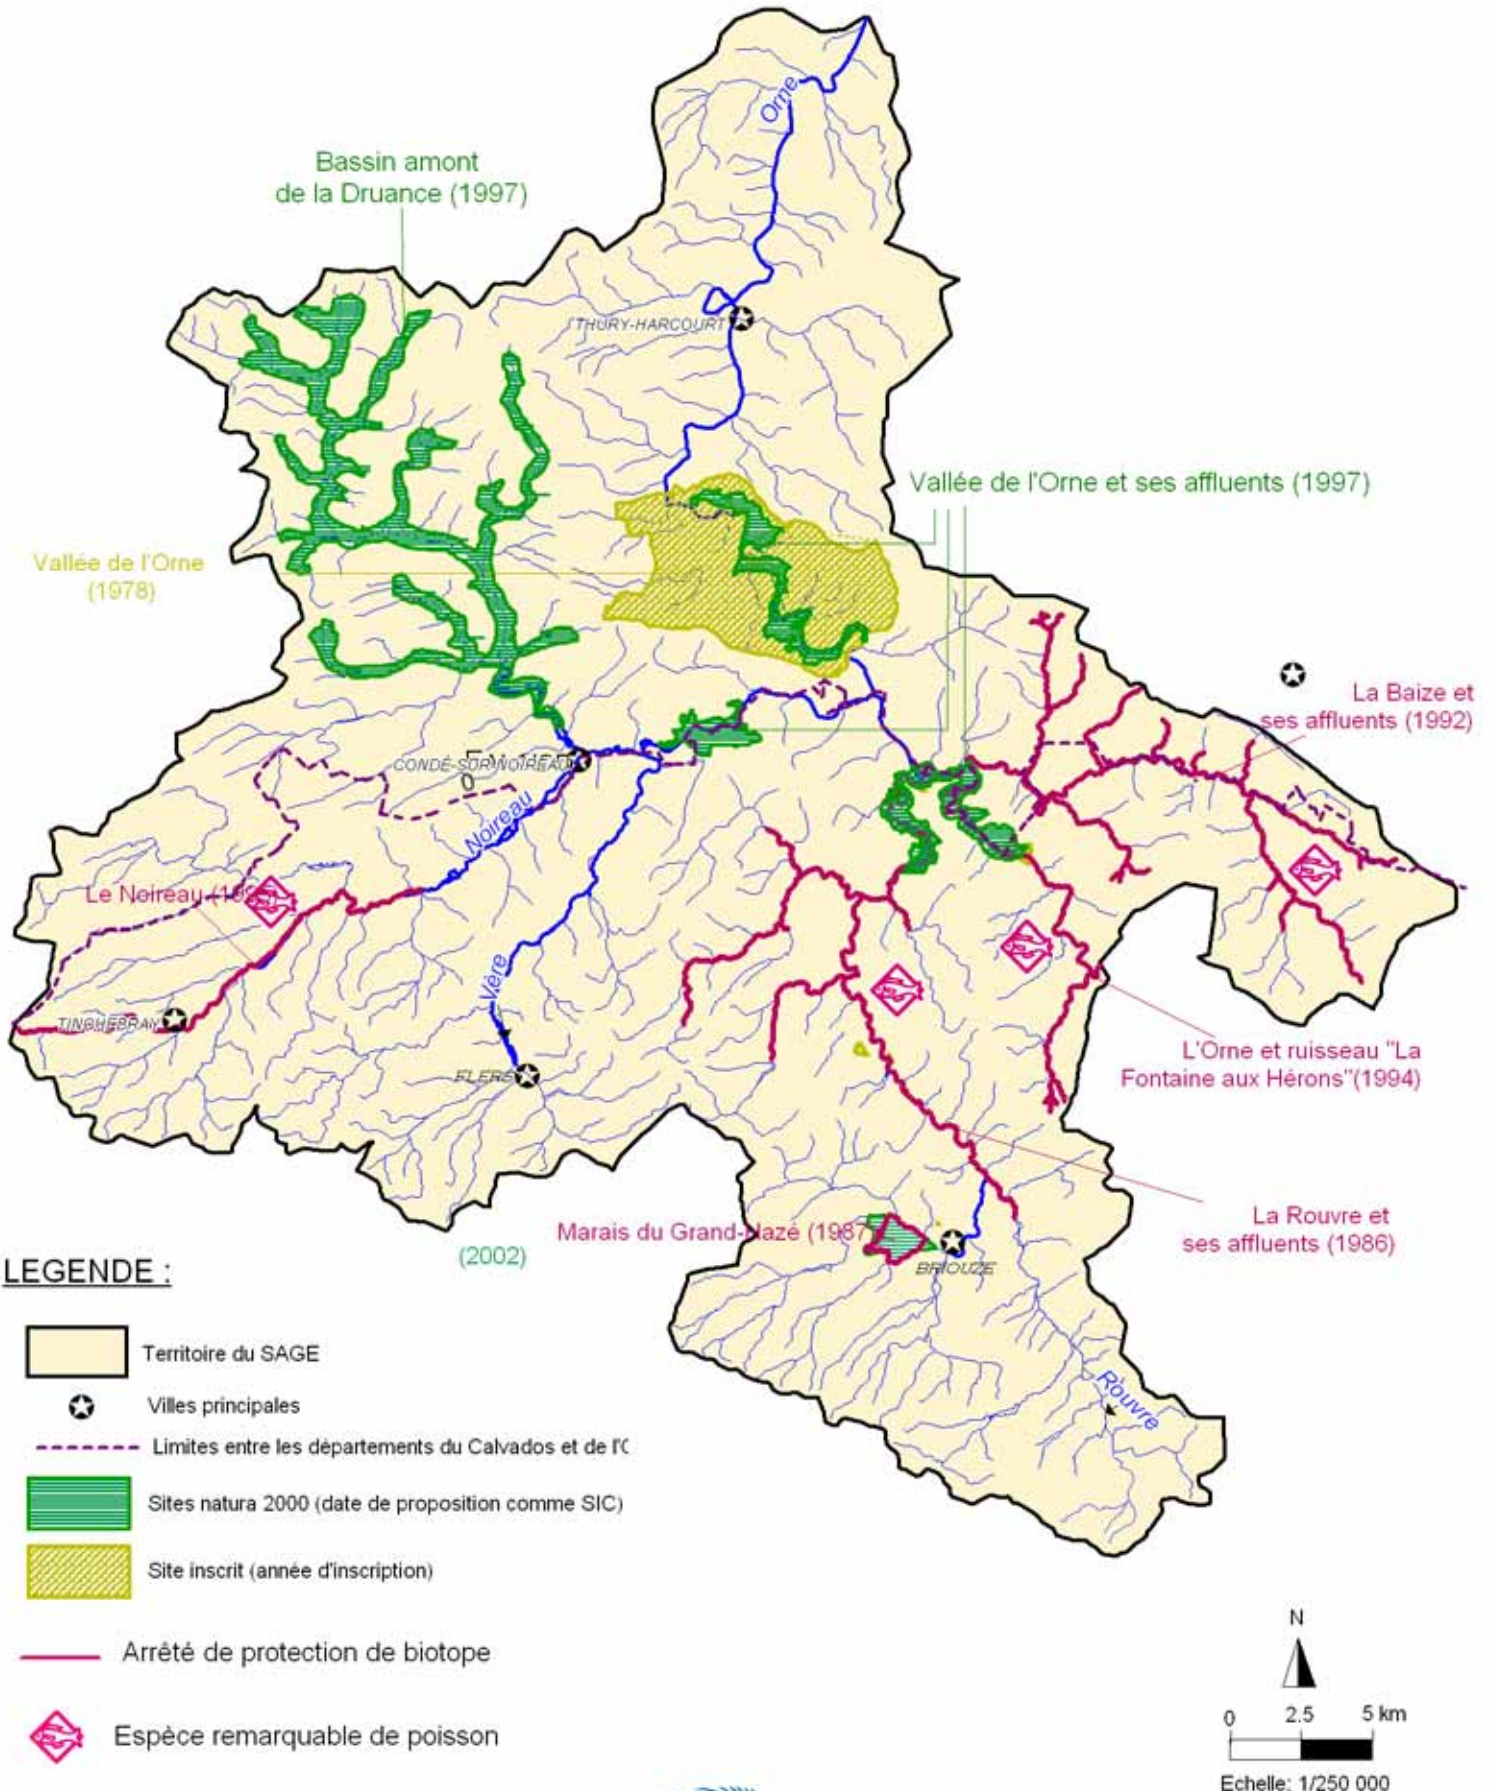 Orne
Bassin amont
de la Druance (1997)
THURY-HARCOURT
Vallée de l'Orne et ses affluents (1997)
Vallée de l'Orne
(1978)
La Baize et
ses affluents (1992)
CONDÉ-SUR-NOIREAU
Noireau
Le Noireau
Vère
TINCHEBRAY
FLERS
L'Orne et ruisseau "La
Fontaine aux Hérons"(1994)
La Rouvre et
ses affluents (1986)
Marais du Grand-Hazé (1987
(2002)
BRIOUZE
Rouvre
LEGENDE :
Territoire du SAGE
Villes principales
Limites entre les départements du Calvados et de l'(
Sites natura 2000 (date de proposition comme SIC)
Site inscrit (année d'inscription)
Arrêté de protection de biotope
Espèce remarquable de poisson
N
0 2.5 5 km
Echelle: 1/250 000